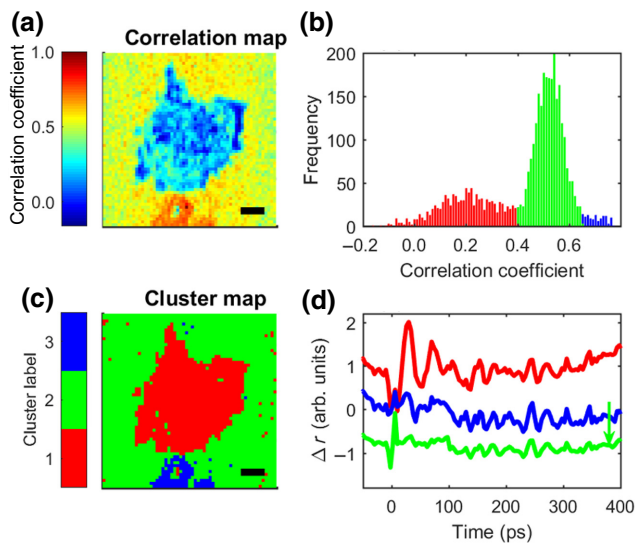 (a)
Correlation map
Correlation coefficient
1.0
0.5
0.0
(b)
Frequency
200
150
100
50
0
−0.2
0.0
0.2
0.4
0.6
Correlation coefficient
(c)
Cluster map
Cluster label
3
2
1
(d)
Δ r (arb. units)
2
1
0
−1
0
100
200
300
400
Time (ps)